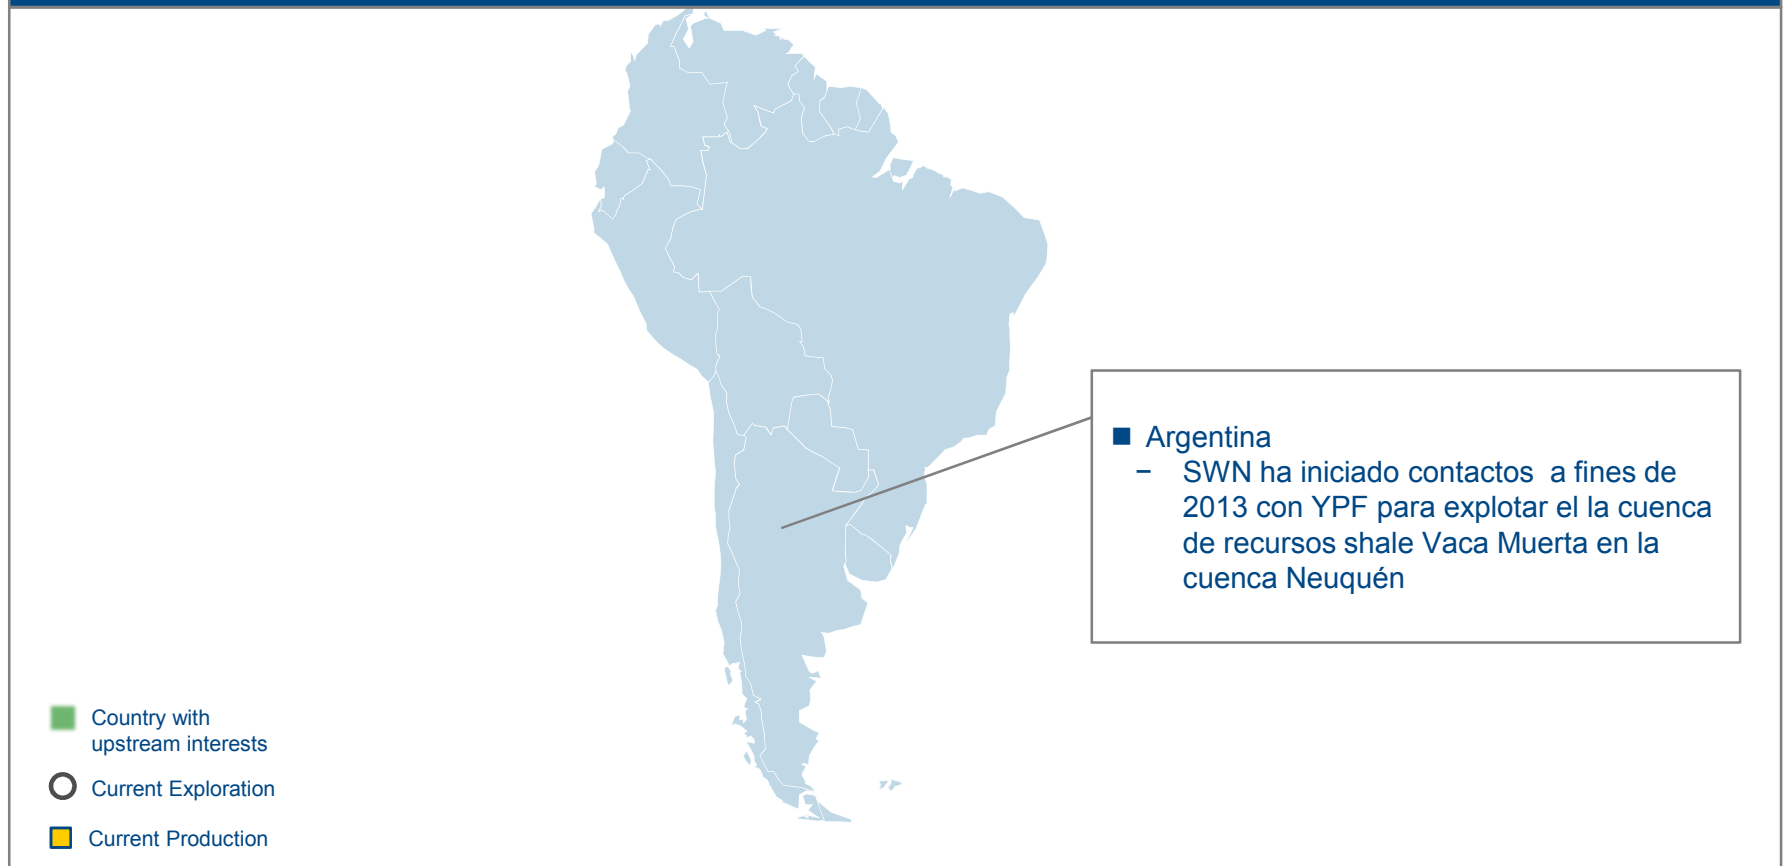 ■ Argentina
– SWN ha iniciado contactos a fines de
2013 con YPF para explotar el la cuenca
de recursos shale Vaca Muerta en la
cuenca Neuquén
Country with
upstream interests
Current Exploration
Current Production